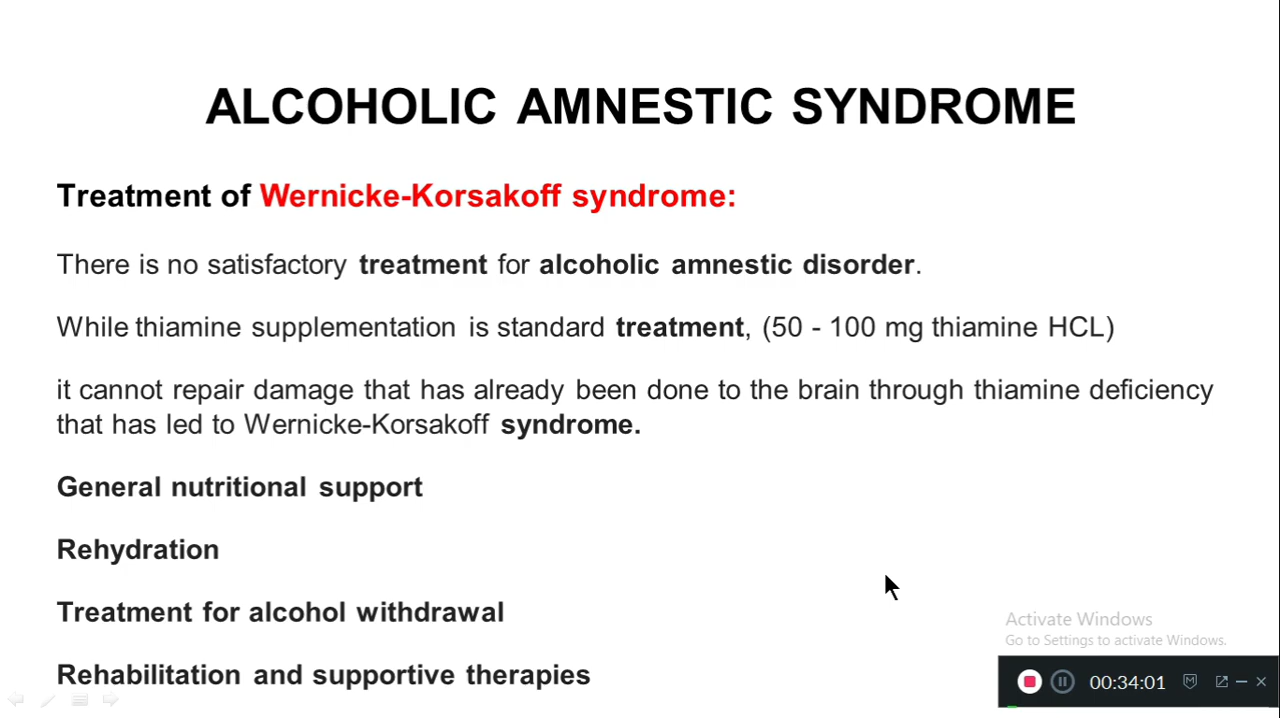 ALCOHOLIC AMNESTIC SYNDROME
Treatment of Wernicke-Korsakoff syndrome:
There is no satisfactory treatment for alcoholic amnestic disorder.
While thiamine supplementation is standard treatment, (50 - 100 mg thiamine HCL)
it cannot repair damage that has already been done to the brain through thiamine deficiency
that has led to Wernicke-Korsakoff syndrome.
General nutritional support
Rehydration
Treatment for alcohol withdrawal
Rehabilitation and supportive therapies
Activate Windows
Go to Settings to activate Windows.
00:34:01